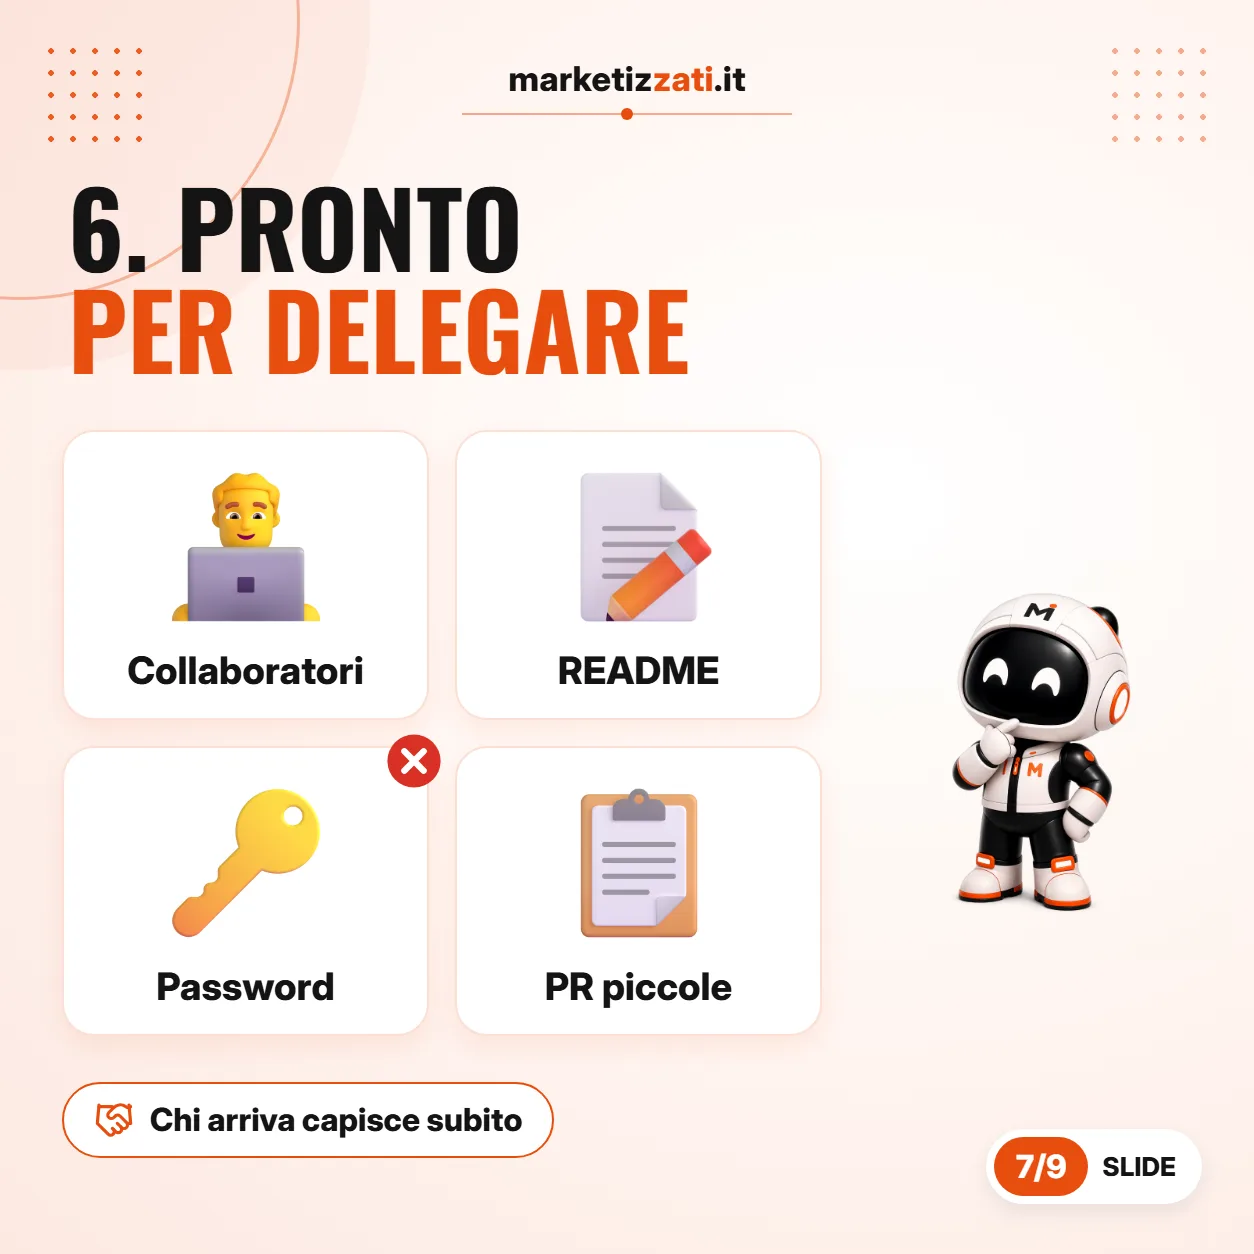 marketizzati.it
6. PRONTO
PER DELEGARE
Collaboratori
README
Password
PR piccole
M
M
Chi arriva capisce subito
7/9 SLIDE